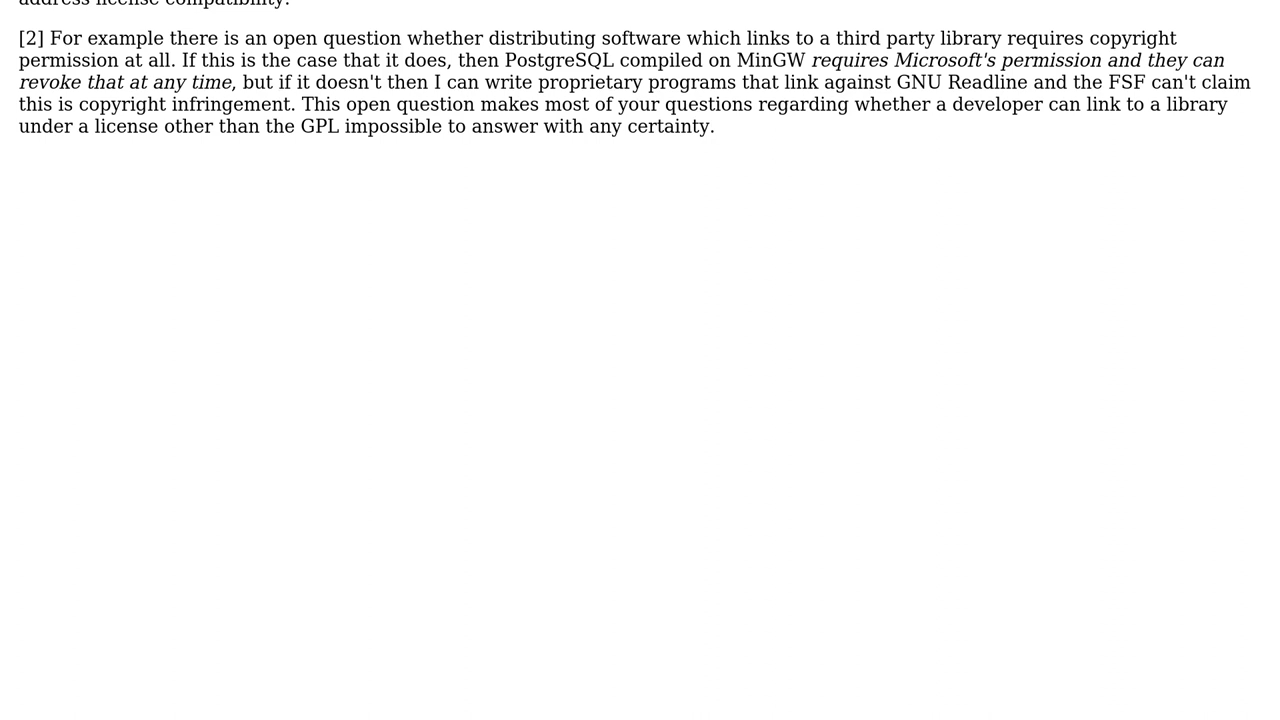 address license compatibility.
[2] For example there is an open question whether distributing software which links to a third party library requires copyright
permission at all. If this is the case that it does, then PostgreSQL compiled on MinGW requires Microsoft's permission and they can
revoke that at any time, but if it doesn't then I can write proprietary programs that link against GNU Readline and the FSF can't claim
this is copyright infringement. This open question makes most of your questions regarding whether a developer can link to a library
under a license other than the GPL impossible to answer with any certainty.